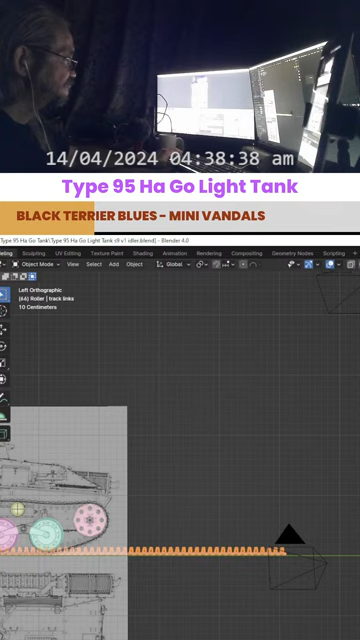 14/04/2024 04:38:38 am
Type 95 Ha Go Light Tank
BLACK TERRIER BLUES - MINI VANDALS
Type 95 Ha Go Tank\Type 95 Ha Go Light Tank c9 v1 idler.blend] - Blender 4.0
eling Sculpting UV Editing Texture Paint Shading Animation Rendering Compositing Geometry Nodes Scripting
Object Mode View Select Add Object Global
Left Orthographic
(66) Roller | track links
10 Centimeters